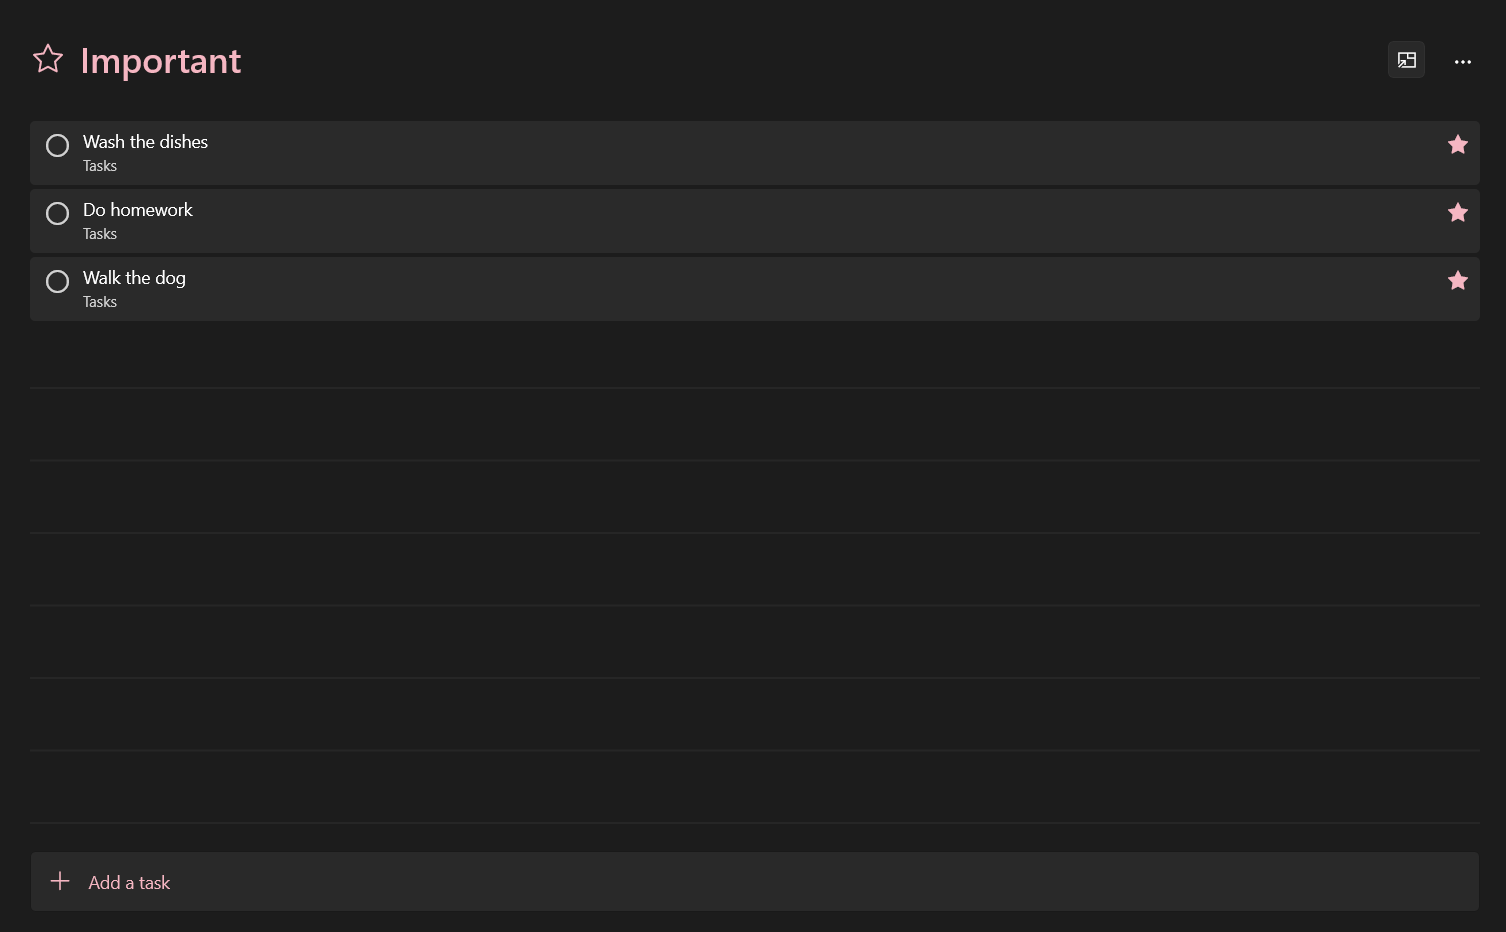 Important
Wash the dishes
Tasks
Do homework
Tasks
Walk the dog
Tasks
Add a task